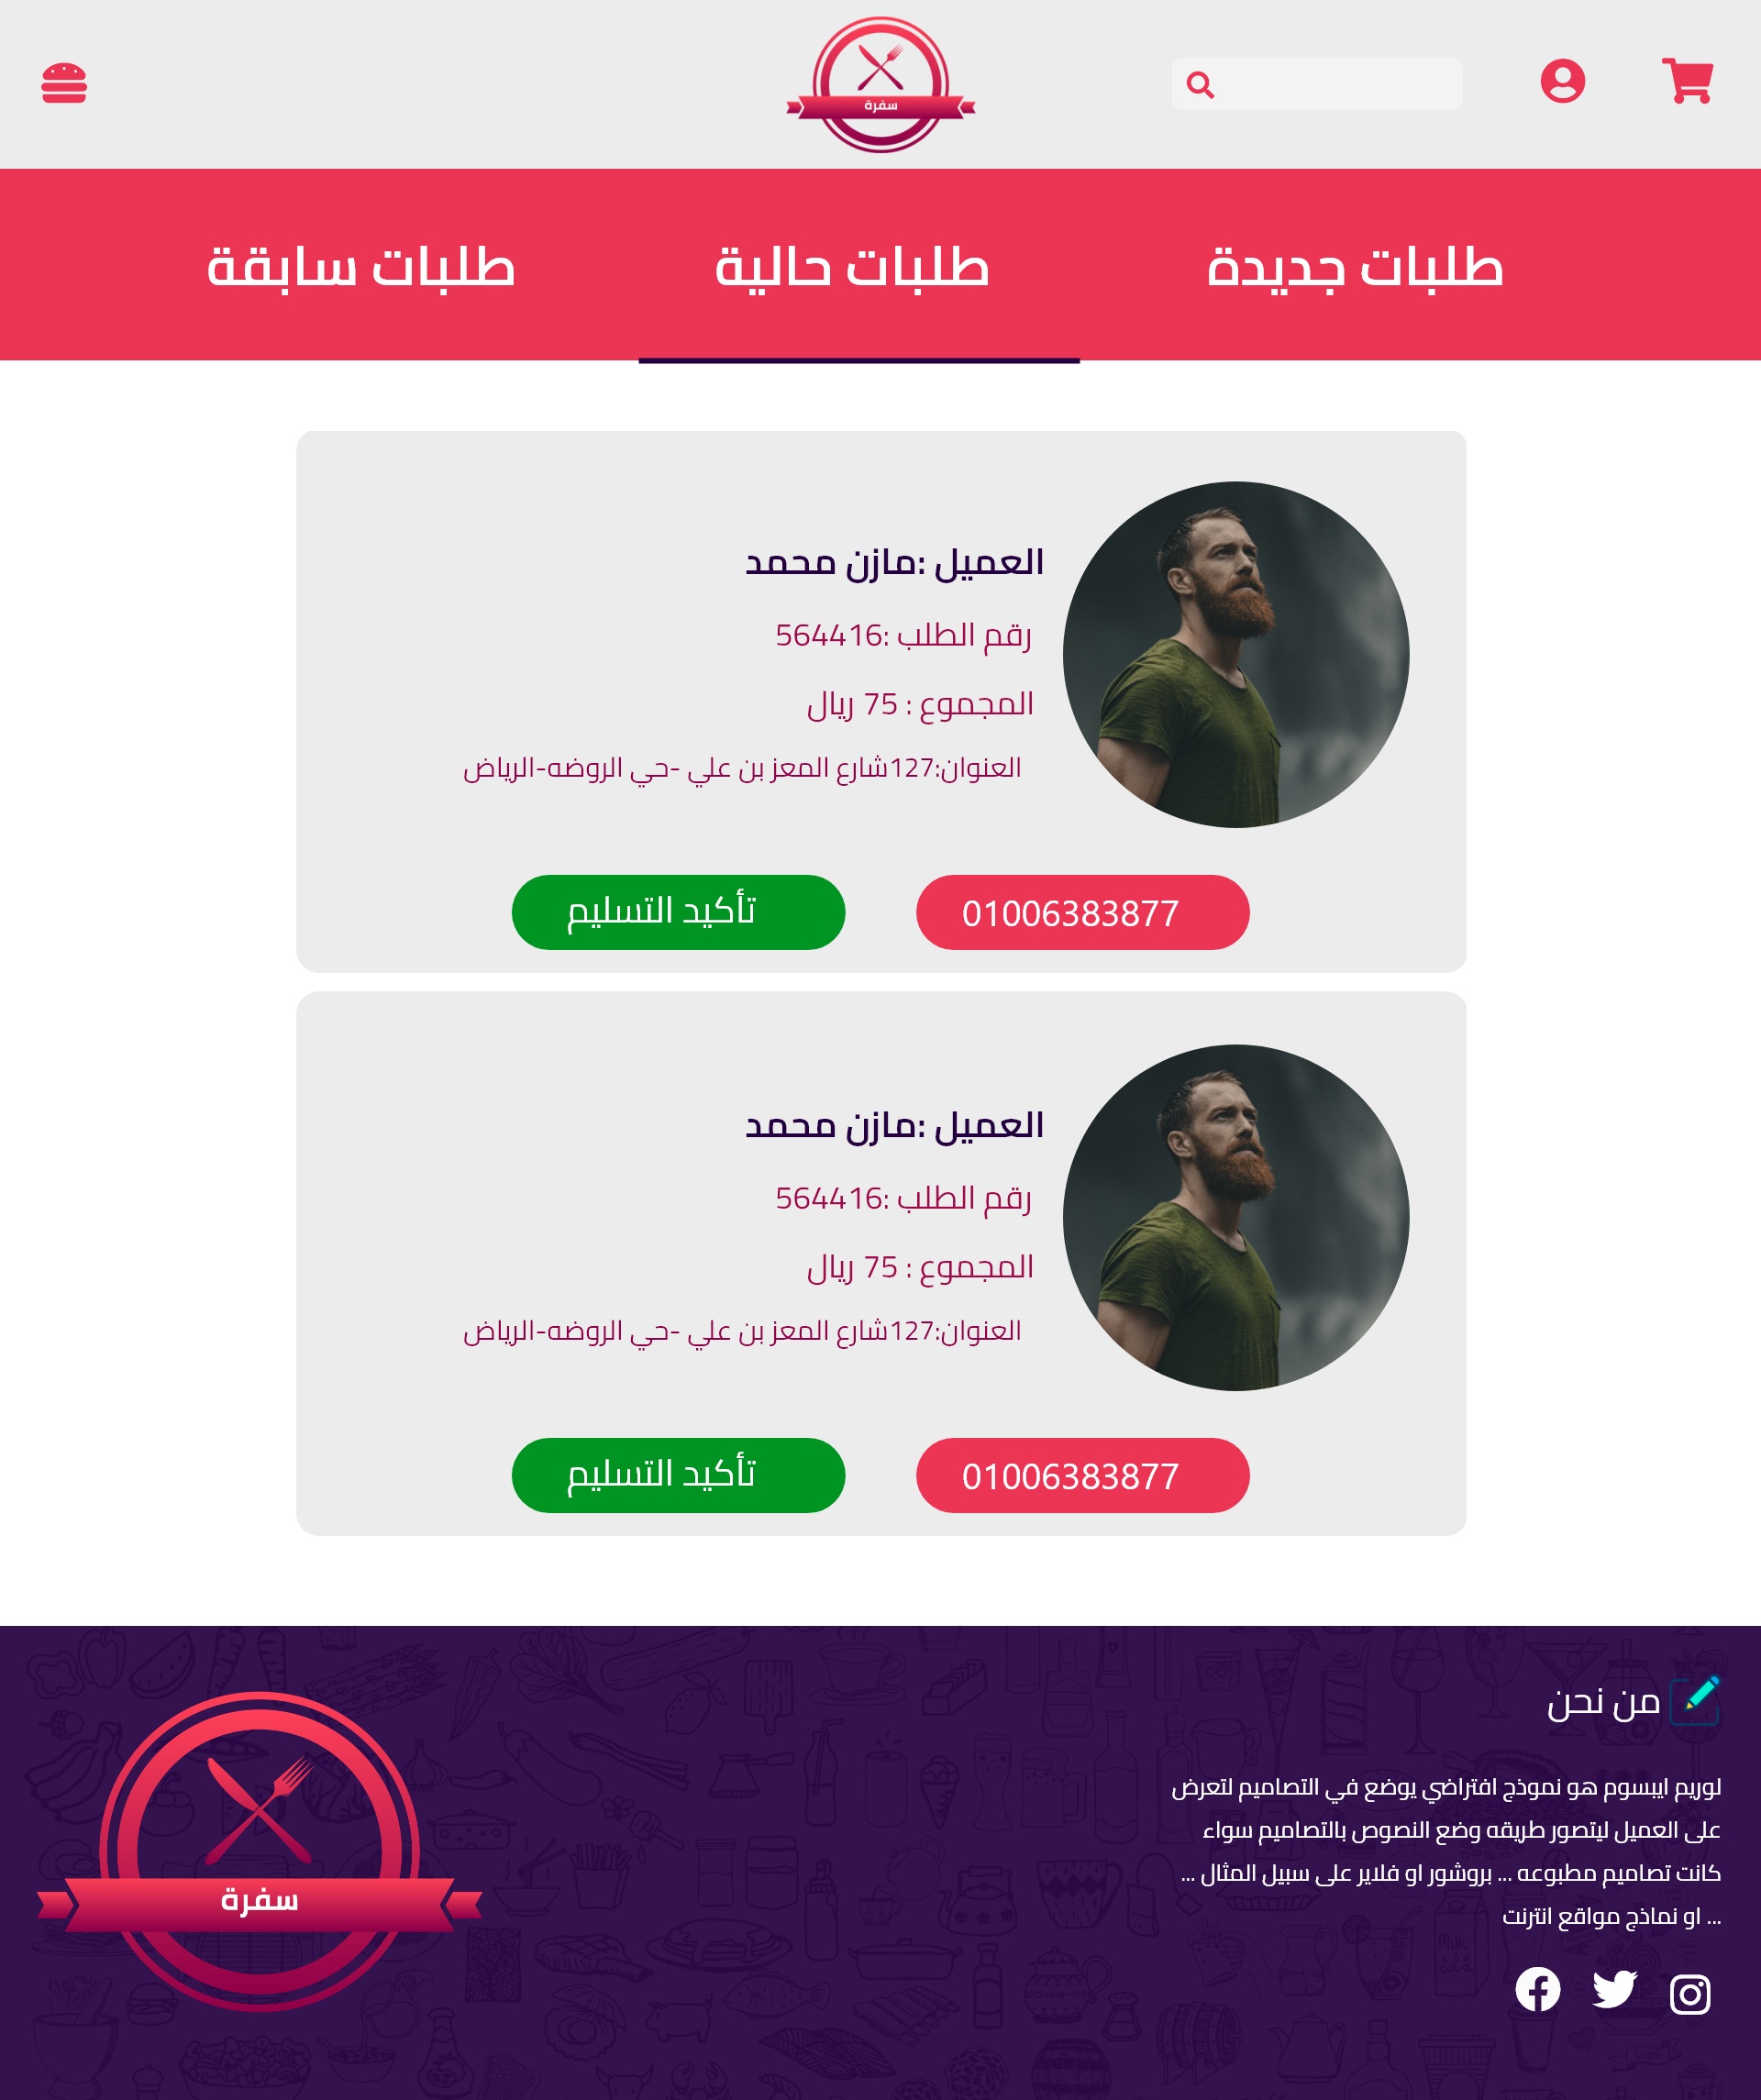 سفرة
طلبات جديدة
طلبات حالية
طلبات سابقة
العميل :مازن محمد
رقم الطلب :564416
المجموع : 75 ريال
العنوان:127شارع المعز بن علي -حي الروضه-الرياض
01006383877
تأكيد التسليم
العميل :مازن محمد
رقم الطلب :564416
المجموع : 75 ريال
العنوان:127شارع المعز بن علي -حي الروضه-الرياض
01006383877
تأكيد التسليم
من نحن
لوريم ايبسوم هو نموذج افتراضي يوضع في التصاميم لتعرض
على العميل ليتصور طريقه وضع النصوص بالتصاميم سواء
كانت تصاميم مطبوعه ... بروشور او فلاير على سبيل المثال ...
... او نماذج مواقع انترنت
سفرة